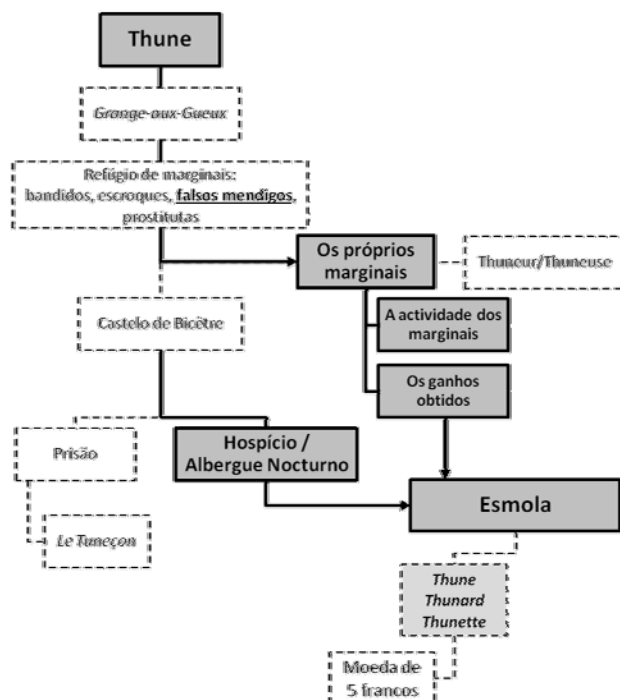 Thune
Grange-aux-Gueux
Refúgio de marginais:
bandidos, escroques, falsos mendigos,
prostitutas
Os próprios
marginais
Thuneur/Thuneuse
Castelo de Bicêtre
A actividade dos
marginais
Os ganhos
obtidos
Prisão
Hospício /
Albergue Nocturno
Esmola
Le Tuneçon
Thune
Thunard
Thunette
Moeda de
5 francos